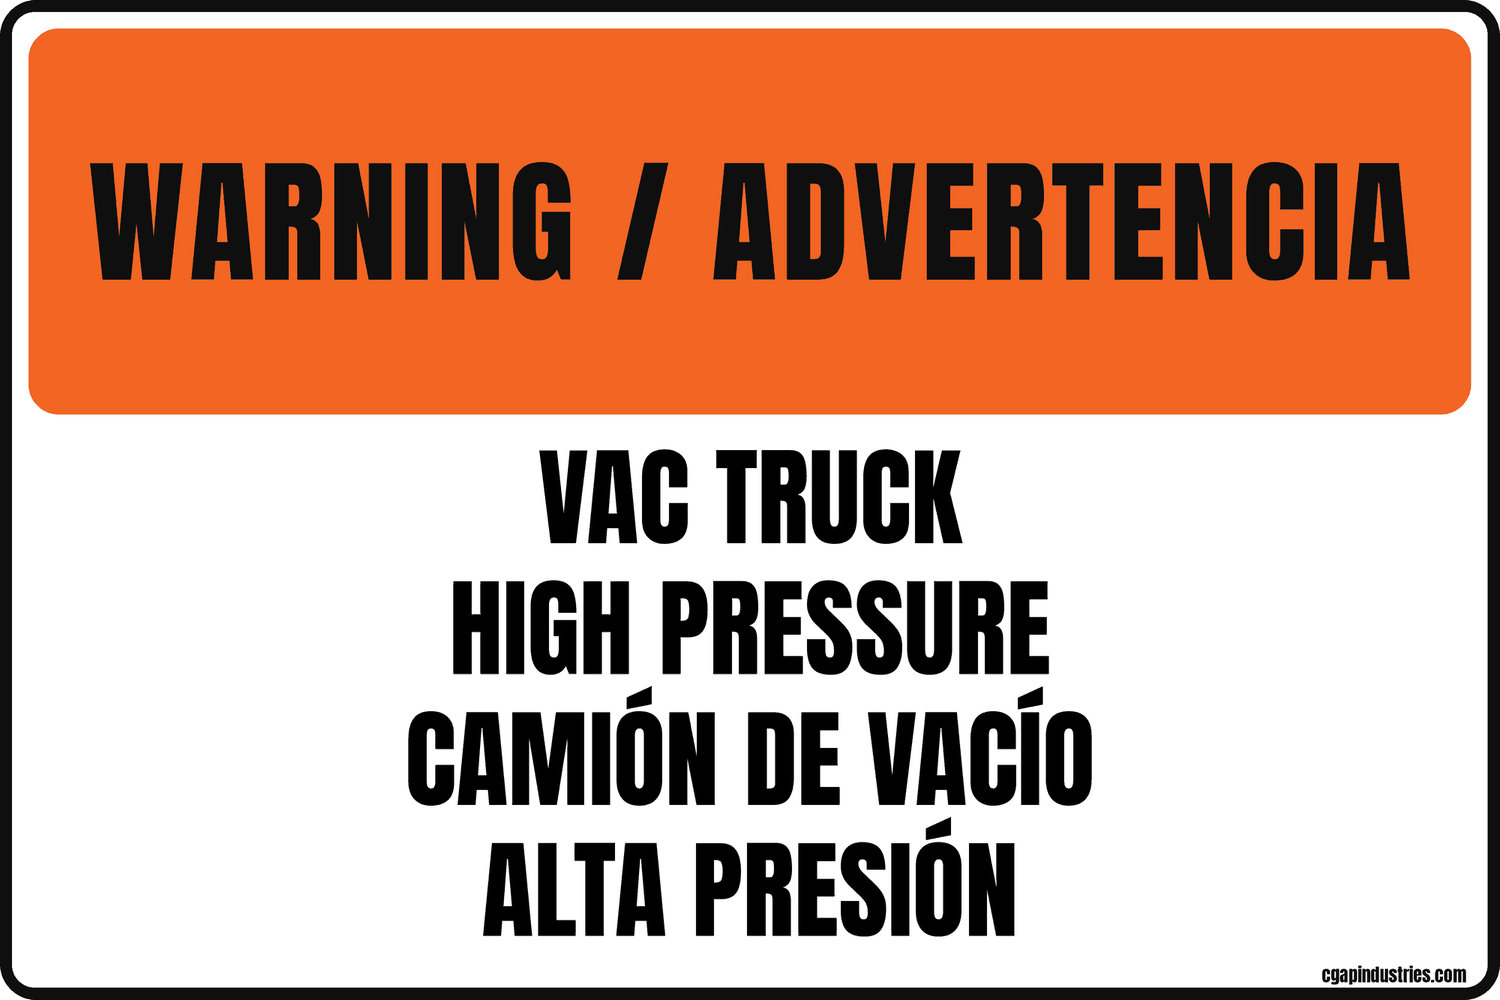 WARNING / ADVERTENCIA
VAC TRUCK
HIGH PRESSURE
CAMIÓN DE VACÍO
ALTA PRESIÓN
cgapindustries.com